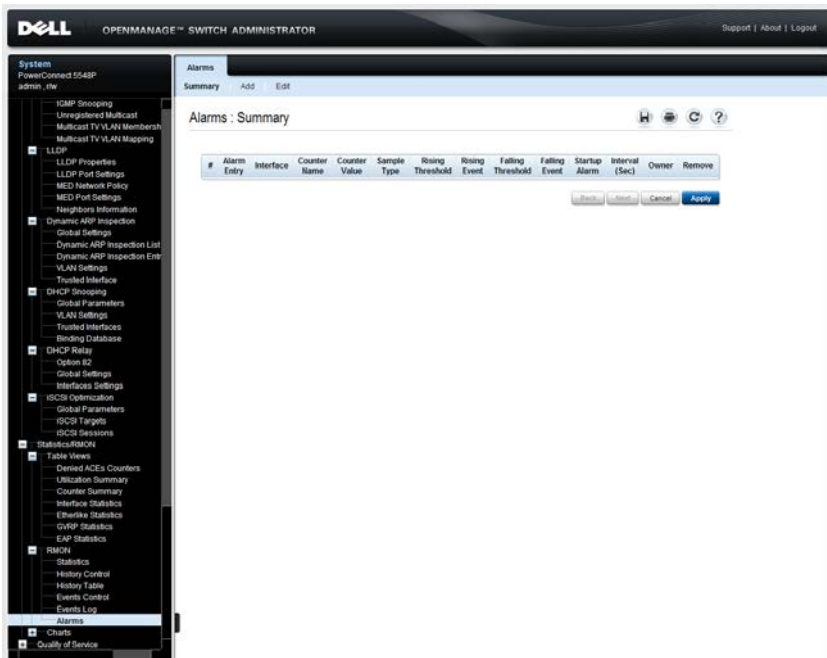 DELL OPENMANAGE™ SWITCH ADMINISTRATOR
Support | About | Logout
System
PowerConnect 5548P
admin , r/w
IGMP Snooping
Unregistered Multicast
Multicast TV VLAN Membersh
Multicast TV VLAN Mapping
LLDP
LLDP Properties
LLDP Port Settings
MED Network Policy
MED Port Settings
Neighbors Information
Dynamic ARP Inspection
Global Settings
Dynamic ARP Inspection List
Dynamic ARP Inspection Entr
VLAN Settings
Trusted Interface
DHCP Snooping
Global Parameters
VLAN Settings
Trusted Interfaces
Binding Database
DHCP Relay
Option 82
Global Settings
Interfaces Settings
iSCSI Optimization
Global Parameters
iSCSI Targets
iSCSI Sessions
Statistics/RMON
Table Views
Denied ACEs Counters
Utilization Summary
Counter Summary
Interface Statistics
Etherlike Statistics
GVRP Statistics
EAP Statistics
RMON
Statistics
History Control
History Table
Events Control
Events Log
Alarms
Charts
Quality of Service
Alarms
Summary Add Edit
Alarms : Summary
# Alarm Entry Interface Counter Name Counter Value Sample Type Rising Threshold Rising Event Falling Threshold Falling Event Startup Alarm Interval (Sec) Owner Remove
Back Next Cancel Apply